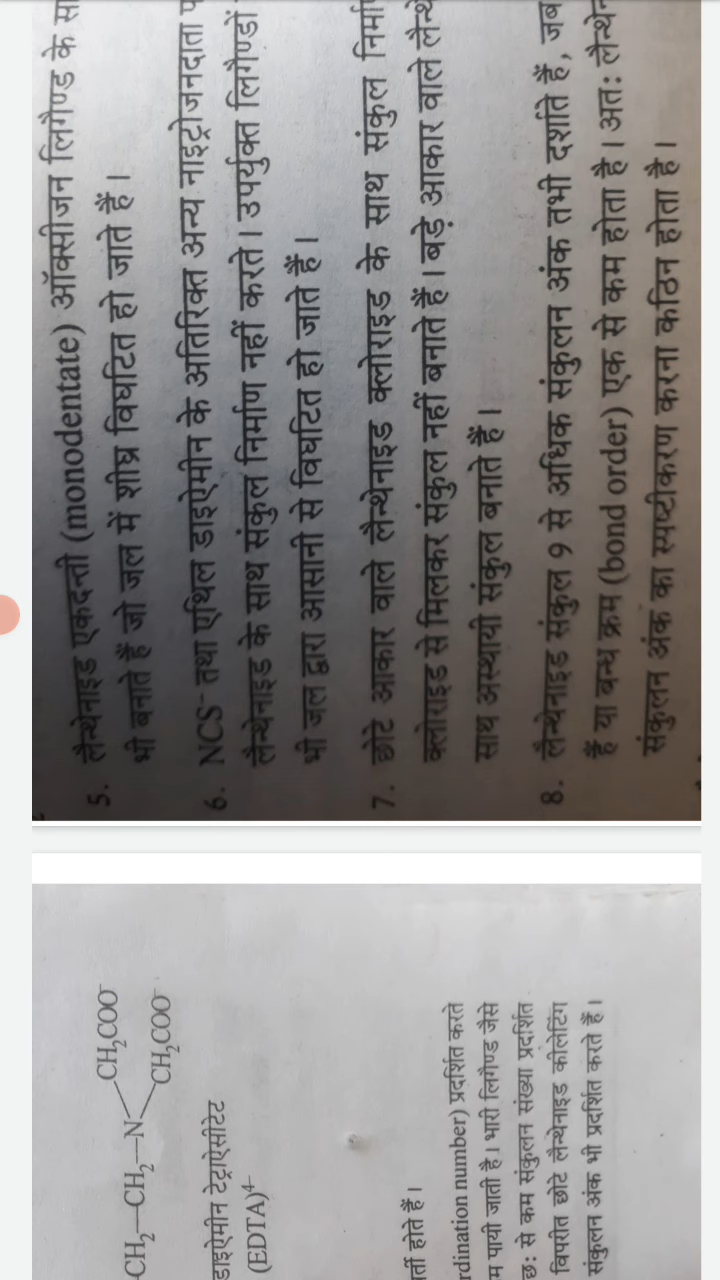 5. लैन्थेनाइड एकदन्ती (monodentate) ऑक्सीजन लिगैण्ड के
भी बनाते हैं जो जल में शीघ्र विघटित हो जाते हैं।
6. NCS⁻ तथा एथिल डाइऐमीन के अतिरिक्त अन्य नाइट्रोजनदाता
लैन्थेनाइड के साथ संकुल निर्माण नहीं करते। उपर्युक्त लिगैण्डों
भी जल द्वारा आसानी से विघटित हो जाते हैं।
7. छोटे आकार वाले लैन्थेनाइड क्लोराइड के साथ संकुल
क्लोराइड से मिलकर संकुल नहीं बनाते हैं। बड़े आकार वाले
साथ अस्थायी संकुल बनाते हैं।
8. लैन्थेनाइड संकुल 9 से अधिक संकुलन अंक तभी दर्शाते हैं, जब
हैं या बन्ध क्रम (bond order) एक से कम होता है। अतः
संकुलन अंक का स्पष्टीकरण करना कठिन होता है।
CH₂COO⁻
CH₂—CH₂—N
CH₂COO⁻
डाइऐमीन टेट्राऐसीटेट
(EDTA)⁴⁻
होते हैं।
rdination number) प्रदर्शित करते
पायी जाती है। भारी लिगैण्ड जैसे
छः से कम संकुलन संख्या प्रदर्शित
विपरीत छोटे लैन्थेनाइड कीलेटिंग
संकुलन अंक भी प्रदर्शित करते हैं।